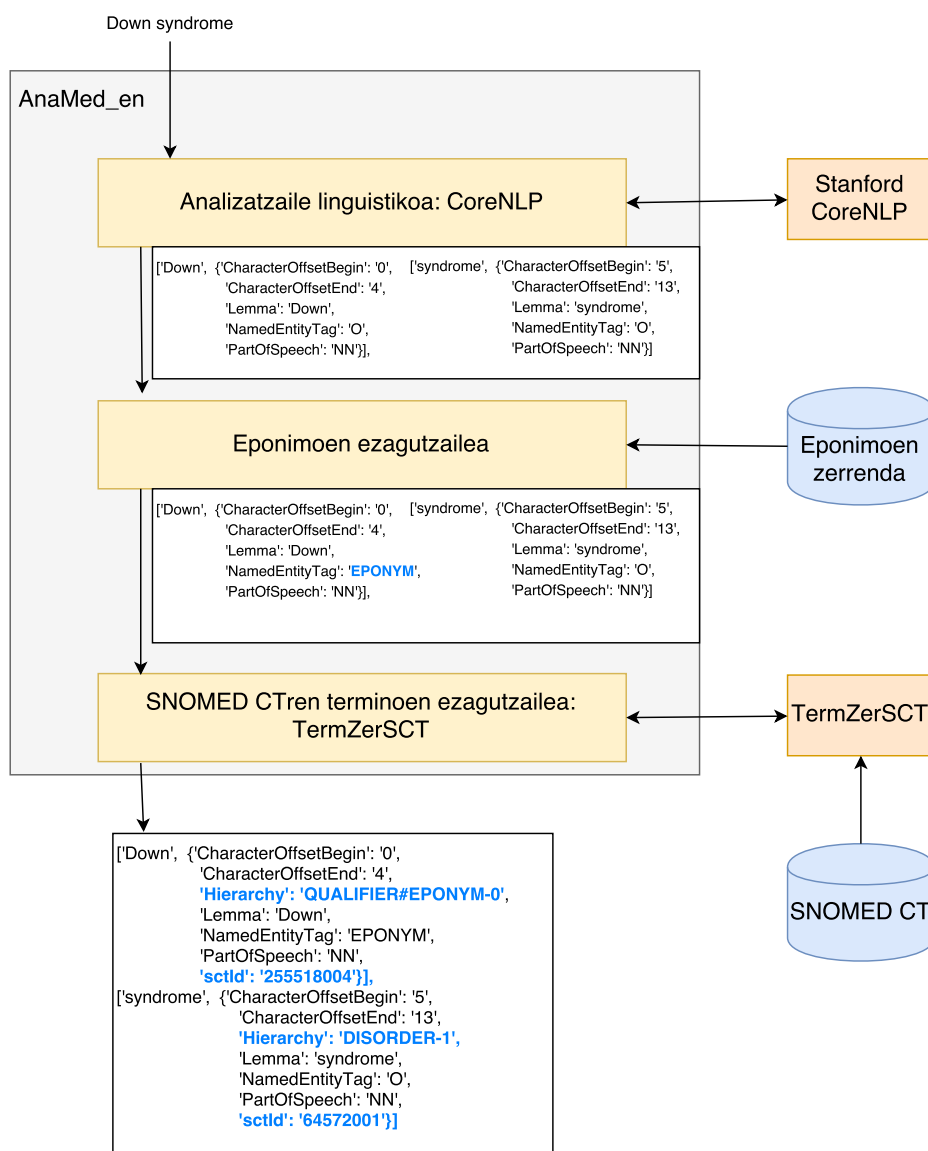 Down syndrome
AnaMed_en
Analizatzaile linguistikoa: CoreNLP
Stanford
CoreNLP
['Down', {'CharacterOffsetBegin': '0', ['syndrome', {'CharacterOffsetBegin': '5',
'CharacterOffsetEnd': '4', 'CharacterOffsetEnd': '13',
'Lemma': 'Down', 'Lemma': 'syndrome',
'NamedEntityTag': 'O', 'NamedEntityTag': 'O',
'PartOfSpeech': 'NN'}], 'PartOfSpeech': 'NN'}]
Eponimoen ezagutzailea
Eponimoen
zerrenda
['Down', {'CharacterOffsetBegin': '0', ['syndrome', {'CharacterOffsetBegin': '5',
'CharacterOffsetEnd': '4', 'CharacterOffsetEnd': '13',
'Lemma': 'Down', 'Lemma': 'syndrome',
'NamedEntityTag': 'EPONYM', 'NamedEntityTag': 'O',
'PartOfSpeech': 'NN'}], 'PartOfSpeech': 'NN'}]
SNOMED CTren terminoen ezagutzailea:
TermZerSCT
TermZerSCT
SNOMED CT
['Down', {'CharacterOffsetBegin': '0',
'CharacterOffsetEnd': '4',
'Hierarchy': 'QUALIFIER#EPONYM-0',
'Lemma': 'Down',
'NamedEntityTag': 'EPONYM',
'PartOfSpeech': 'NN',
'sctId': '255518004'}],
['syndrome', {'CharacterOffsetBegin': '5',
'CharacterOffsetEnd': '13',
'Hierarchy': 'DISORDER-1',
'Lemma': 'syndrome',
'NamedEntityTag': 'O',
'PartOfSpeech': 'NN',
'sctId': '64572001'}]